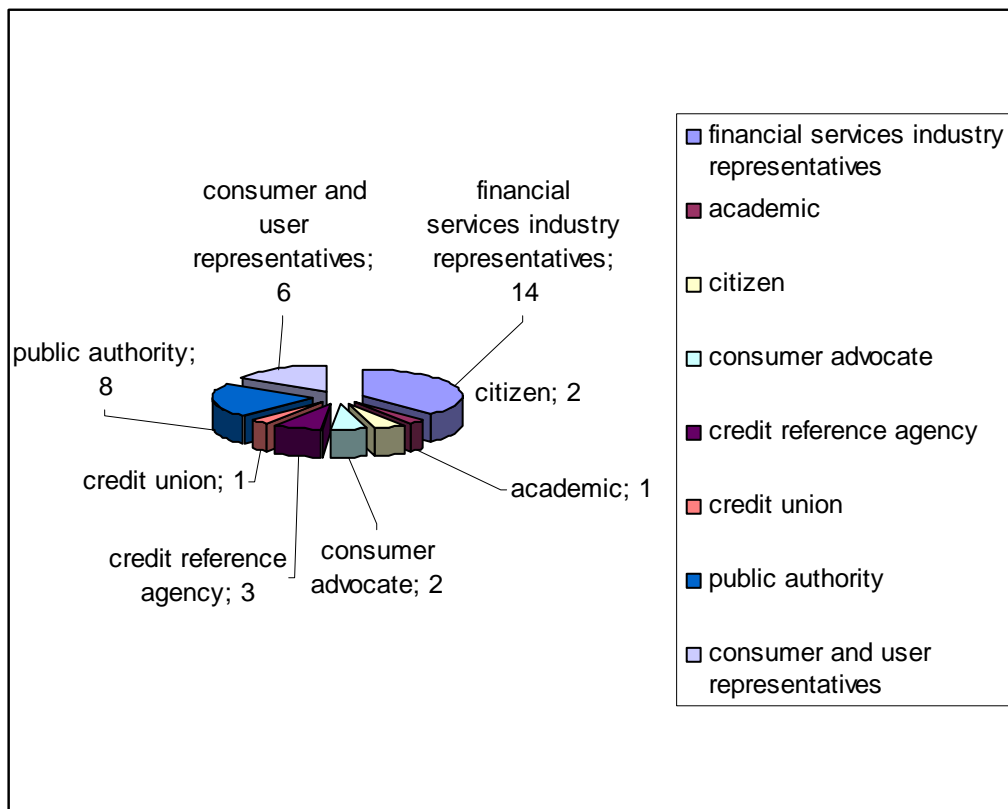 consumer and
user
representatives;
6
financial
services industry
representatives;
14
public authority;
8
citizen; 2
credit union; 1
academic; 1
credit reference
agency; 3
consumer
advocate; 2
financial services industry
representatives
academic
citizen
consumer advocate
credit reference agency
credit union
public authority
consumer and user
representatives